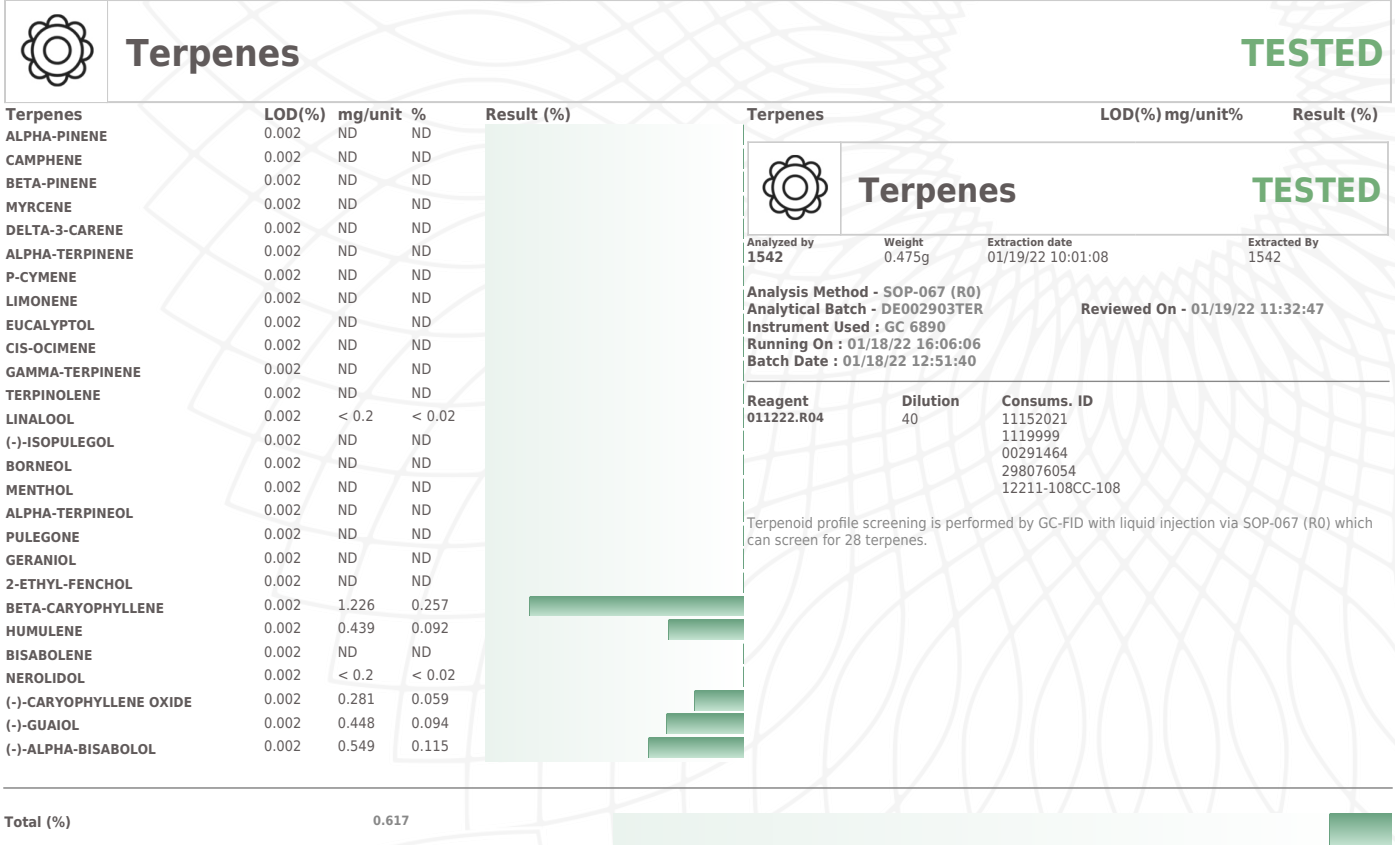 Terpenes TESTED
Terpenes LOD(%) mg/unit % Result (%)
ALPHA-PINENE 0.002 ND ND
CAMPHENE 0.002 ND ND
BETA-PINENE 0.002 ND ND
MYRCENE 0.002 ND ND
DELTA-3-CARENE 0.002 ND ND
ALPHA-TERPINENE 0.002 ND ND
P-CYMENE 0.002 ND ND
LIMONENE 0.002 ND ND
EUCALYPTOL 0.002 ND ND
CIS-OCIMENE 0.002 ND ND
GAMMA-TERPINENE 0.002 ND ND
TERPINOLENE 0.002 ND ND
LINALOOL 0.002 < 0.2 < 0.02
(-)-ISOPULEGOL 0.002 ND ND
BORNEOL 0.002 ND ND
MENTHOL 0.002 ND ND
ALPHA-TERPINEOL 0.002 ND ND
PULEGONE 0.002 ND ND
GERANIOL 0.002 ND ND
2-ETHYL-FENCHOL 0.002 ND ND
BETA-CARYOPHYLLENE 0.002 1.226 0.257
HUMULENE 0.002 0.439 0.092
BISABOLENE 0.002 ND ND
NEROLIDOL 0.002 < 0.2 < 0.02
(-)-CARYOPHYLLENE OXIDE 0.002 0.281 0.059
(-)-GUAIOL 0.002 0.448 0.094
(-)-ALPHA-BISABOLOL 0.002 0.549 0.115
Terpenes LOD(%) mg/unit% Result (%)
Terpenes TESTED
Analyzed by Weight Extraction date Extracted By
1542 0.475g 01/19/22 10:01:08 1542
Analysis Method - SOP-067 (R0)
Analytical Batch - DE002903TER Reviewed On - 01/19/22 11:32:47
Instrument Used : GC 6890
Running On : 01/18/22 16:06:06
Batch Date : 01/18/22 12:51:40
Reagent Dilution Consums. ID
011222.R04 40 11152021
1119999
00291464
298076054
12211-108CC-108
Terpenoid profile screening is performed by GC-FID with liquid injection via SOP-067 (R0) which
can screen for 28 terpenes.
Total (%) 0.617